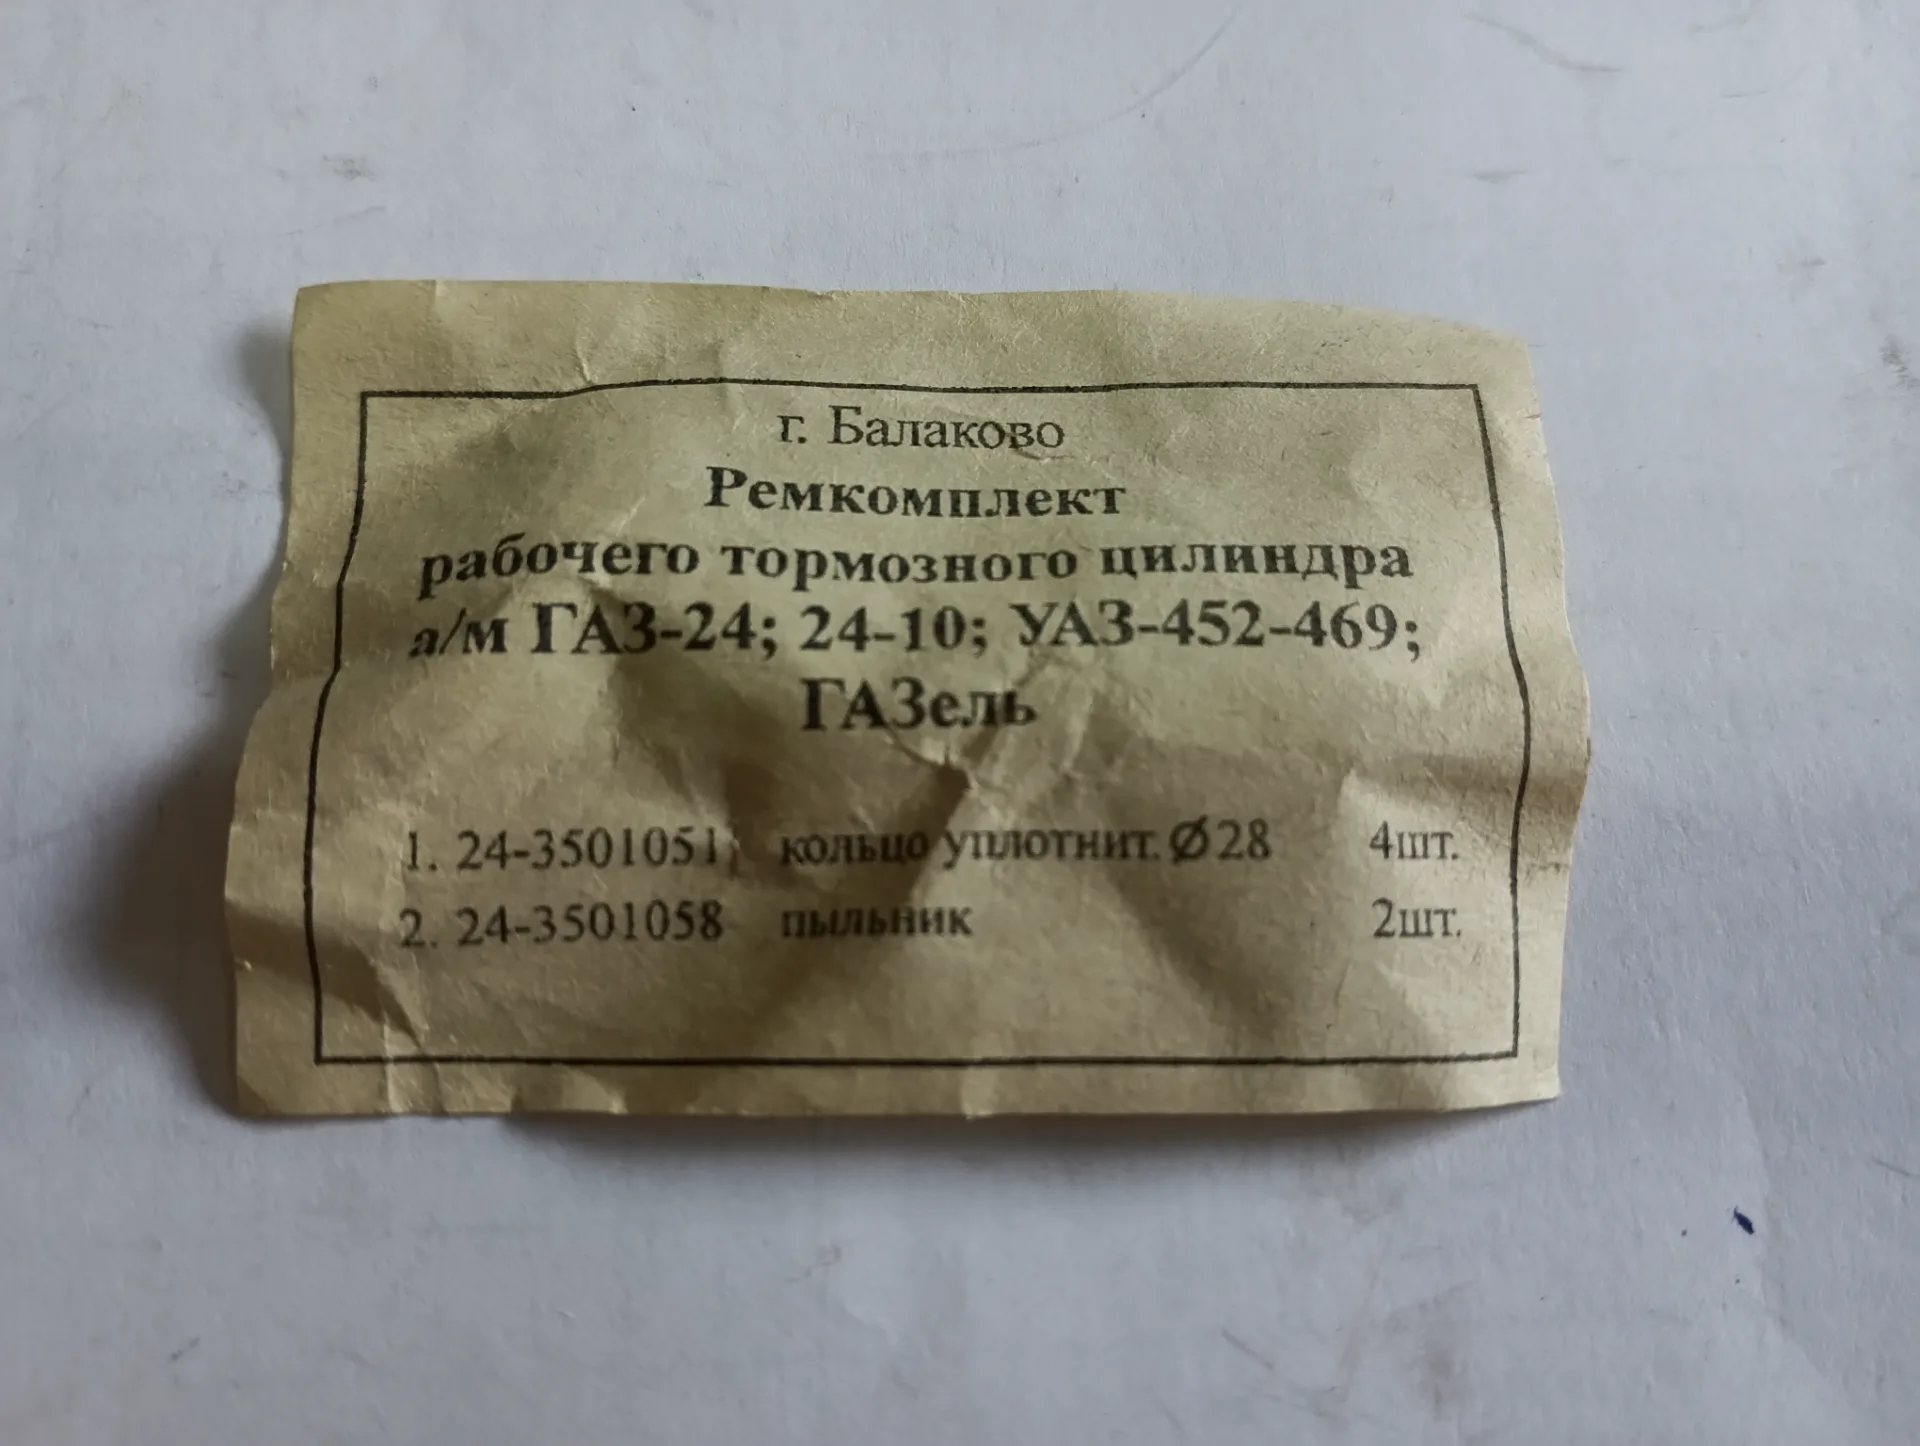 г. Балаково
Ремкомплект
рабочего тормозного цилиндра
а/м ГАЗ-24; 24-10; УАЗ-452-469;
ГАЗель
1. 24-3501051; кольцо уплотнит. Ø28 4шт.
2. 24-3501058 пыльник 2шт.